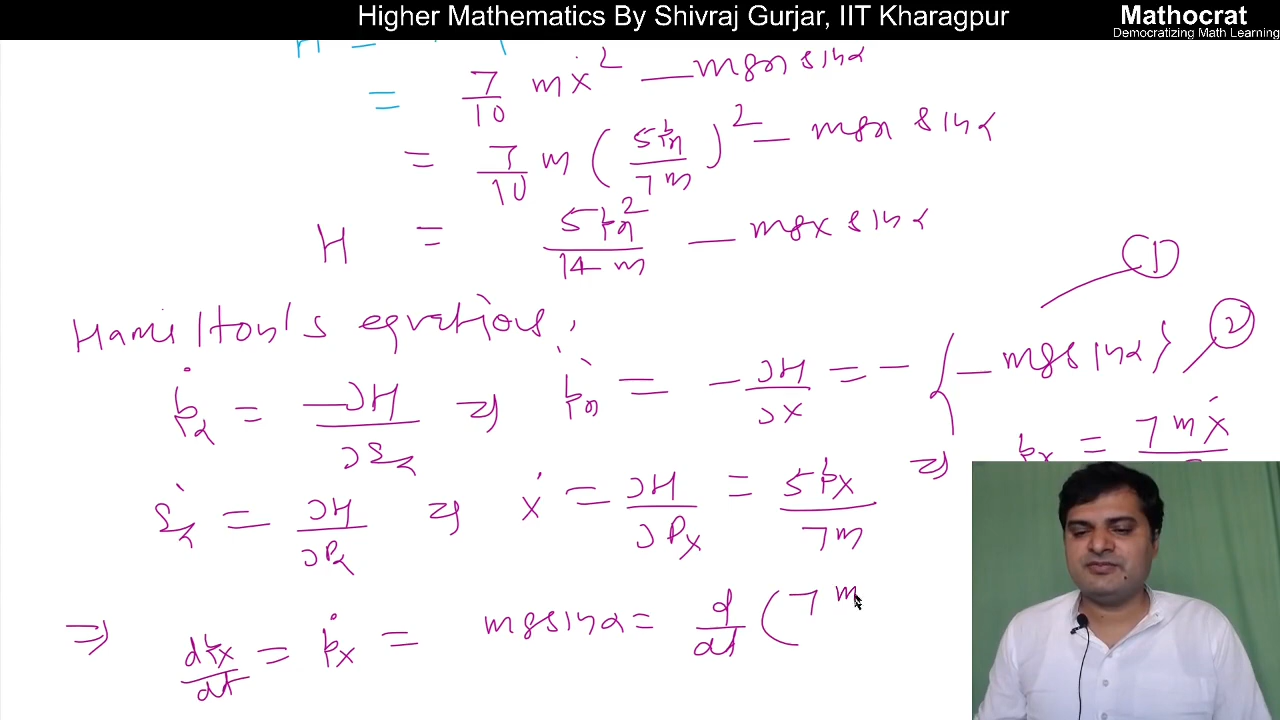 Higher Mathematics By Shivraj Gurjar, IIT Kharagpur
Mathocrat
Democratizing Math Learning
H =
= 7/10 mẋ² — mgx sinα
= 7/10 m (5pₓ/7m)² — mgx sinα
H = 5pₓ²/14m — mgx sinα
①
Hamilton's equations,
②
ṗ = —∂H/∂q ⇒ ṗₓ = -∂H/∂x = -{—mg sinα}
q̇ = ∂H/∂p ⇒ ẋ = ∂H/∂pₓ = 5pₓ/7m ⇒ pₓ = 7mẋ
⇒ dpₓ/dt = ṗₓ = mg sinα = d/dt (7m